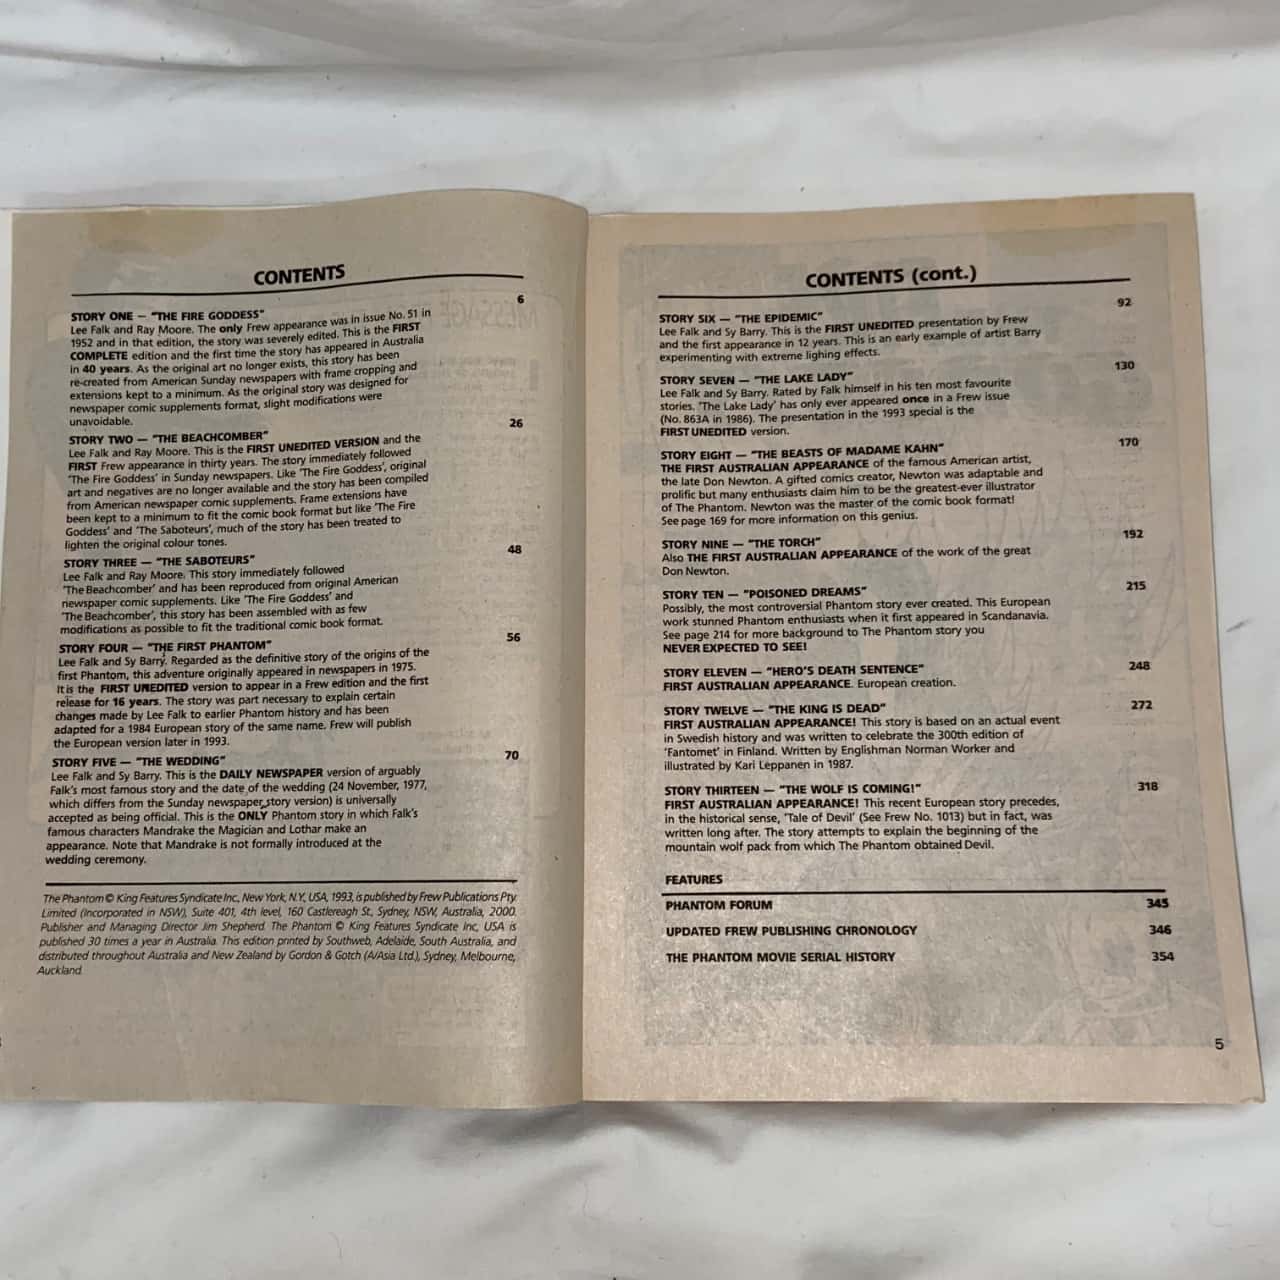 CONTENTS
6
STORY ONE — "THE FIRE GODDESS"
Lee Falk and Ray Moore. The only Frew appearance was in issue No. 51 in
1952 and in that edition, the story was severely edited. This is the FIRST
COMPLETE edition and the first time the story has appeared in Australia
in 40 years. As the original art no longer exists, this story has been
re-created from American Sunday newspapers with frame cropping and
extensions kept to a minimum. As the original story was designed for
newspaper comic supplements format, slight modifications were
unavoidable.
26
STORY TWO — "THE BEACHCOMBER"
Lee Falk and Ray Moore. This is the FIRST UNEDITED VERSION and the
FIRST Frew appearance in thirty years. The story immediately followed
'The Fire Goddess' in Sunday newspapers. Like 'The Fire Goddess', original
art and negatives are no longer available and the story has been compiled
from American newspaper comic supplements. Frame extensions have
been kept to a minimum to fit the comic book format but like 'The Fire
Goddess' and 'The Saboteurs', much of the story has been treated to
lighten the original colour tones.
48
STORY THREE — "THE SABOTEURS"
Lee Falk and Ray Moore. This story immediately followed
'The Beachcomber' and has been reproduced from original American
newspaper comic supplements. Like 'The Fire Goddess' and
'The Beachcomber', this story has been assembled with as few
modifications as possible to fit the traditional comic book format.
56
STORY FOUR — "THE FIRST PHANTOM"
Lee Falk and Sy Barry. Regarded as the definitive story of the origins of the
first Phantom, this adventure originally appeared in newspapers in 1975.
It is the FIRST UNEDITED version to appear in a Frew edition and the first
release for 16 years. The story was part necessary to explain certain
changes made by Lee Falk to earlier Phantom history and has been
adapted for a 1984 European story of the same name. Frew will publish
the European version later in 1993.
70
STORY FIVE — "THE WEDDING"
Lee Falk and Sy Barry. This is the DAILY NEWSPAPER version of arguably
Falk's most famous story and the date of the wedding (24 November, 1977,
which differs from the Sunday newspaper story version) is universally
accepted as being official. This is the ONLY Phantom story in which Falk's
famous characters Mandrake the Magician and Lothar make an
appearance. Note that Mandrake is not formally introduced at the
wedding ceremony.
The Phantom © King Features Syndicate Inc., New York, N.Y, USA, 1993, is published by Frew Publications Pty
Limited (Incorporated in NSW), Suite 401, 4th level, 160 Castlereagh St., Sydney, NSW, Australia, 2000.
Publisher and Managing Director Jim Shepherd. The Phantom © King Features Syndicate Inc, USA is
published 30 times a year in Australia. This edition printed by Southweb, Adelaide, South Australia, and
distributed throughout Australia and New Zealand by Gordon & Gotch (A/Asia Ltd.), Sydney, Melbourne,
Auckland.
CONTENTS (cont.)
92
STORY SIX — "THE EPIDEMIC"
Lee Falk and Sy Barry. This is the FIRST UNEDITED presentation by Frew
and the first appearance in 12 years. This is an early example of artist Barry
experimenting with extreme lighing effects.
130
STORY SEVEN — "THE LAKE LADY"
Lee Falk and Sy Barry. Rated by Falk himself in his ten most favourite
stories. 'The Lake Lady' has only ever appeared once in a Frew issue
(No. 863A in 1986). The presentation in the 1993 special is the
FIRST UNEDITED version.
170
STORY EIGHT — "THE BEASTS OF MADAME KAHN"
THE FIRST AUSTRALIAN APPEARANCE of the famous American artist,
the late Don Newton. A gifted comics creator, Newton was adaptable and
prolific but many enthusiasts claim him to be the greatest-ever illustrator
of The Phantom. Newton was the master of the comic book format!
See page 169 for more information on this genius.
192
STORY NINE — "THE TORCH"
Also THE FIRST AUSTRALIAN APPEARANCE of the work of the great
Don Newton.
215
STORY TEN — "POISONED DREAMS"
Possibly, the most controversial Phantom story ever created. This European
work stunned Phantom enthusiasts when it first appeared in Scandanavia.
See page 214 for more background to The Phantom story you
NEVER EXPECTED TO SEE!
248
STORY ELEVEN — "HERO'S DEATH SENTENCE"
FIRST AUSTRALIAN APPEARANCE. European creation.
272
STORY TWELVE — "THE KING IS DEAD"
FIRST AUSTRALIAN APPEARANCE! This story is based on an actual event
in Swedish history and was written to celebrate the 300th edition of
'Fantomet' in Finland. Written by Englishman Norman Worker and
illustrated by Kari Leppanen in 1987.
318
STORY THIRTEEN — "THE WOLF IS COMING!"
FIRST AUSTRALIAN APPEARANCE! This recent European story precedes,
in the historical sense, 'Tale of Devil' (See Frew No. 1013) but in fact, was
written long after. The story attempts to explain the beginning of the
mountain wolf pack from which The Phantom obtained Devil.
FEATURES
PHANTOM FORUM 345
UPDATED FREW PUBLISHING CHRONOLOGY 346
THE PHANTOM MOVIE SERIAL HISTORY 354
5